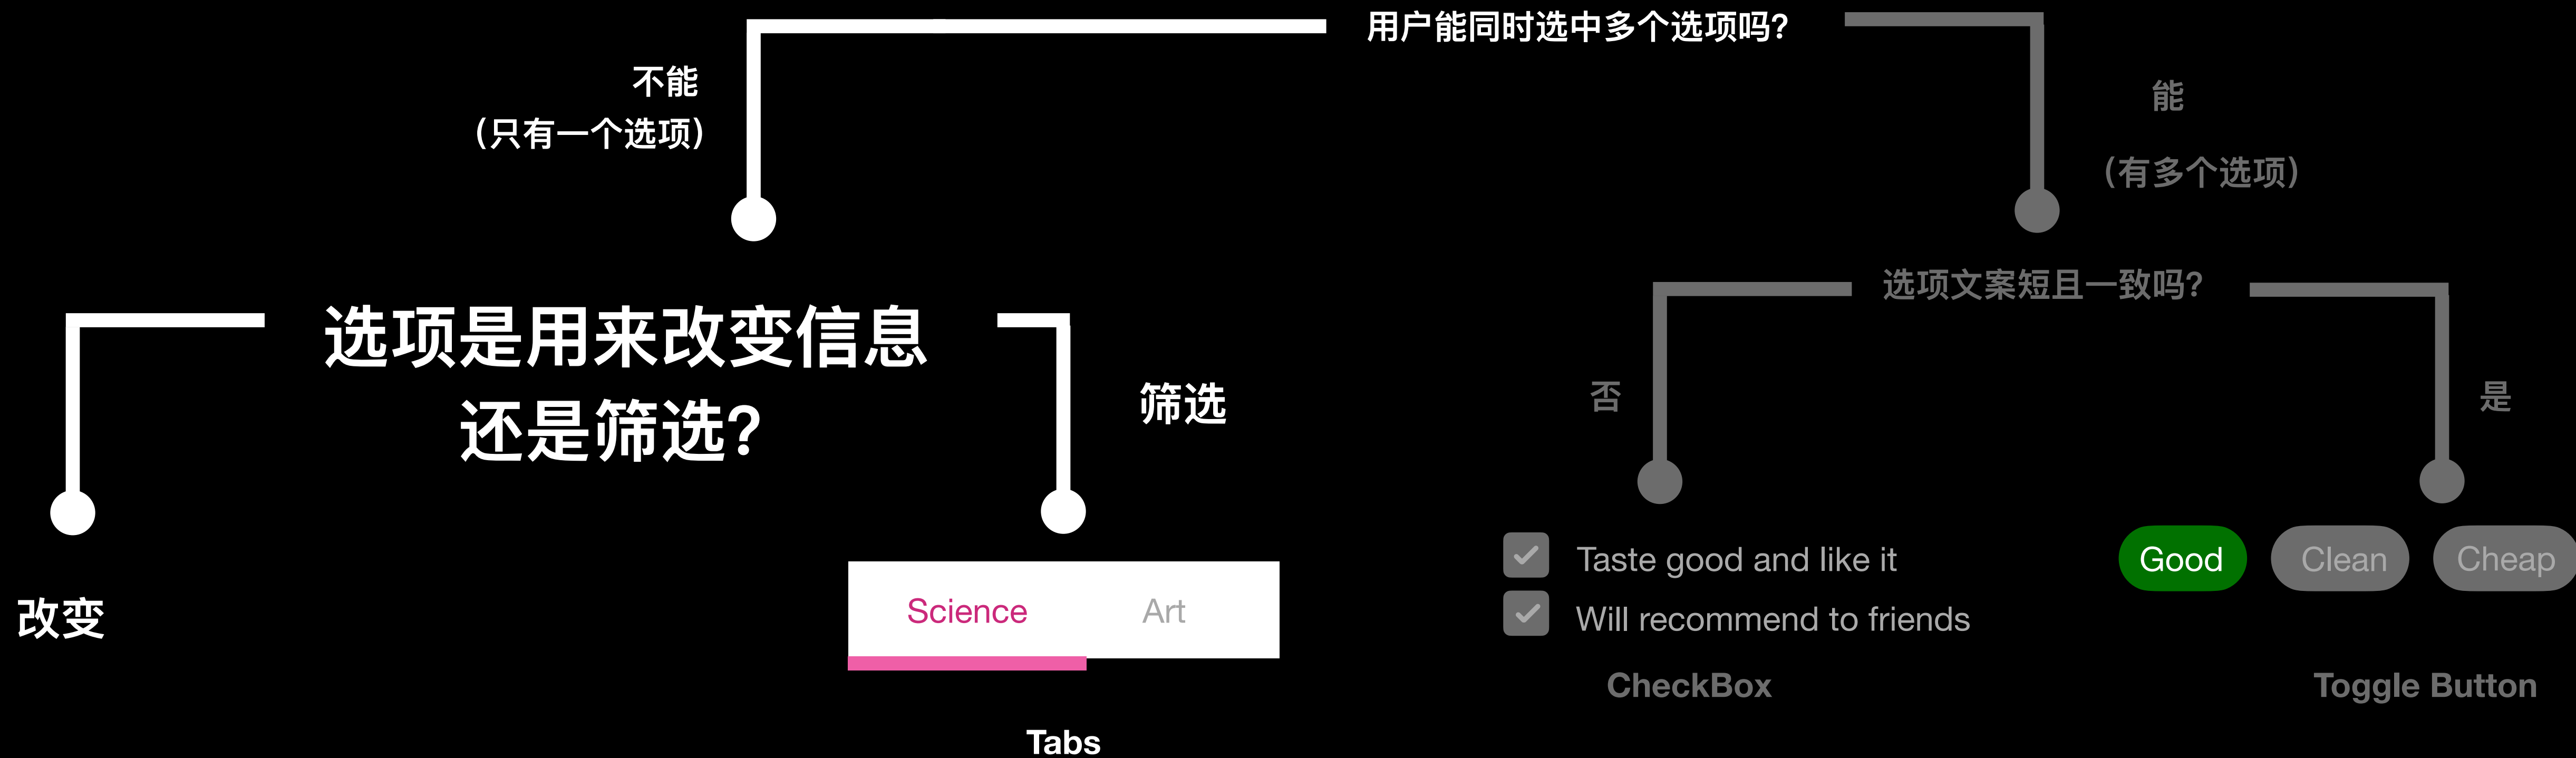 用户能同时选中多个选项吗?
不能
(只有一个选项)
能
(有多个选项)
选项是用来改变信息
还是筛选?
选项文案短且一致吗?
筛选
否
是
改变
Science
Art
Tabs
Taste good and like it
Will recommend to friends
CheckBox
Good
Clean
Cheap
Toggle Button